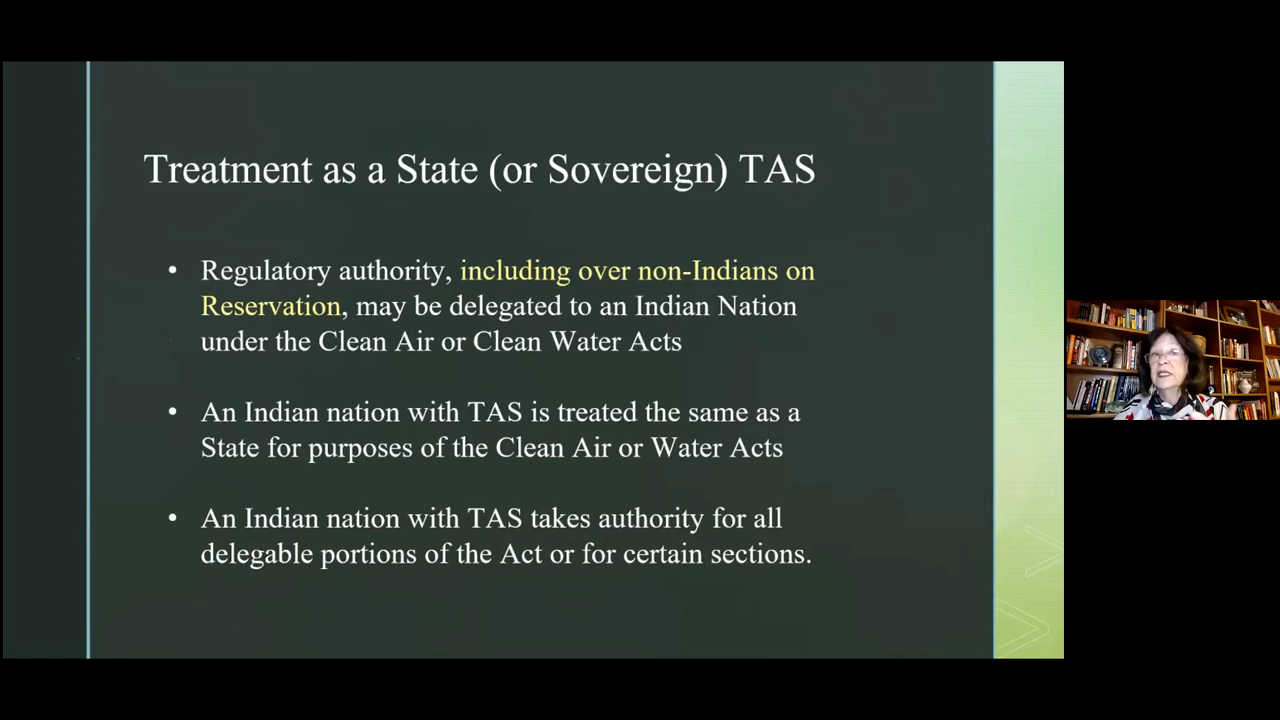 Treatment as a State (or Sovereign) TAS
• Regulatory authority, including over non-Indians on
Reservation, may be delegated to an Indian Nation
under the Clean Air or Clean Water Acts
• An Indian nation with TAS is treated the same as a
State for purposes of the Clean Air or Water Acts
• An Indian nation with TAS takes authority for all
delegable portions of the Act or for certain sections.